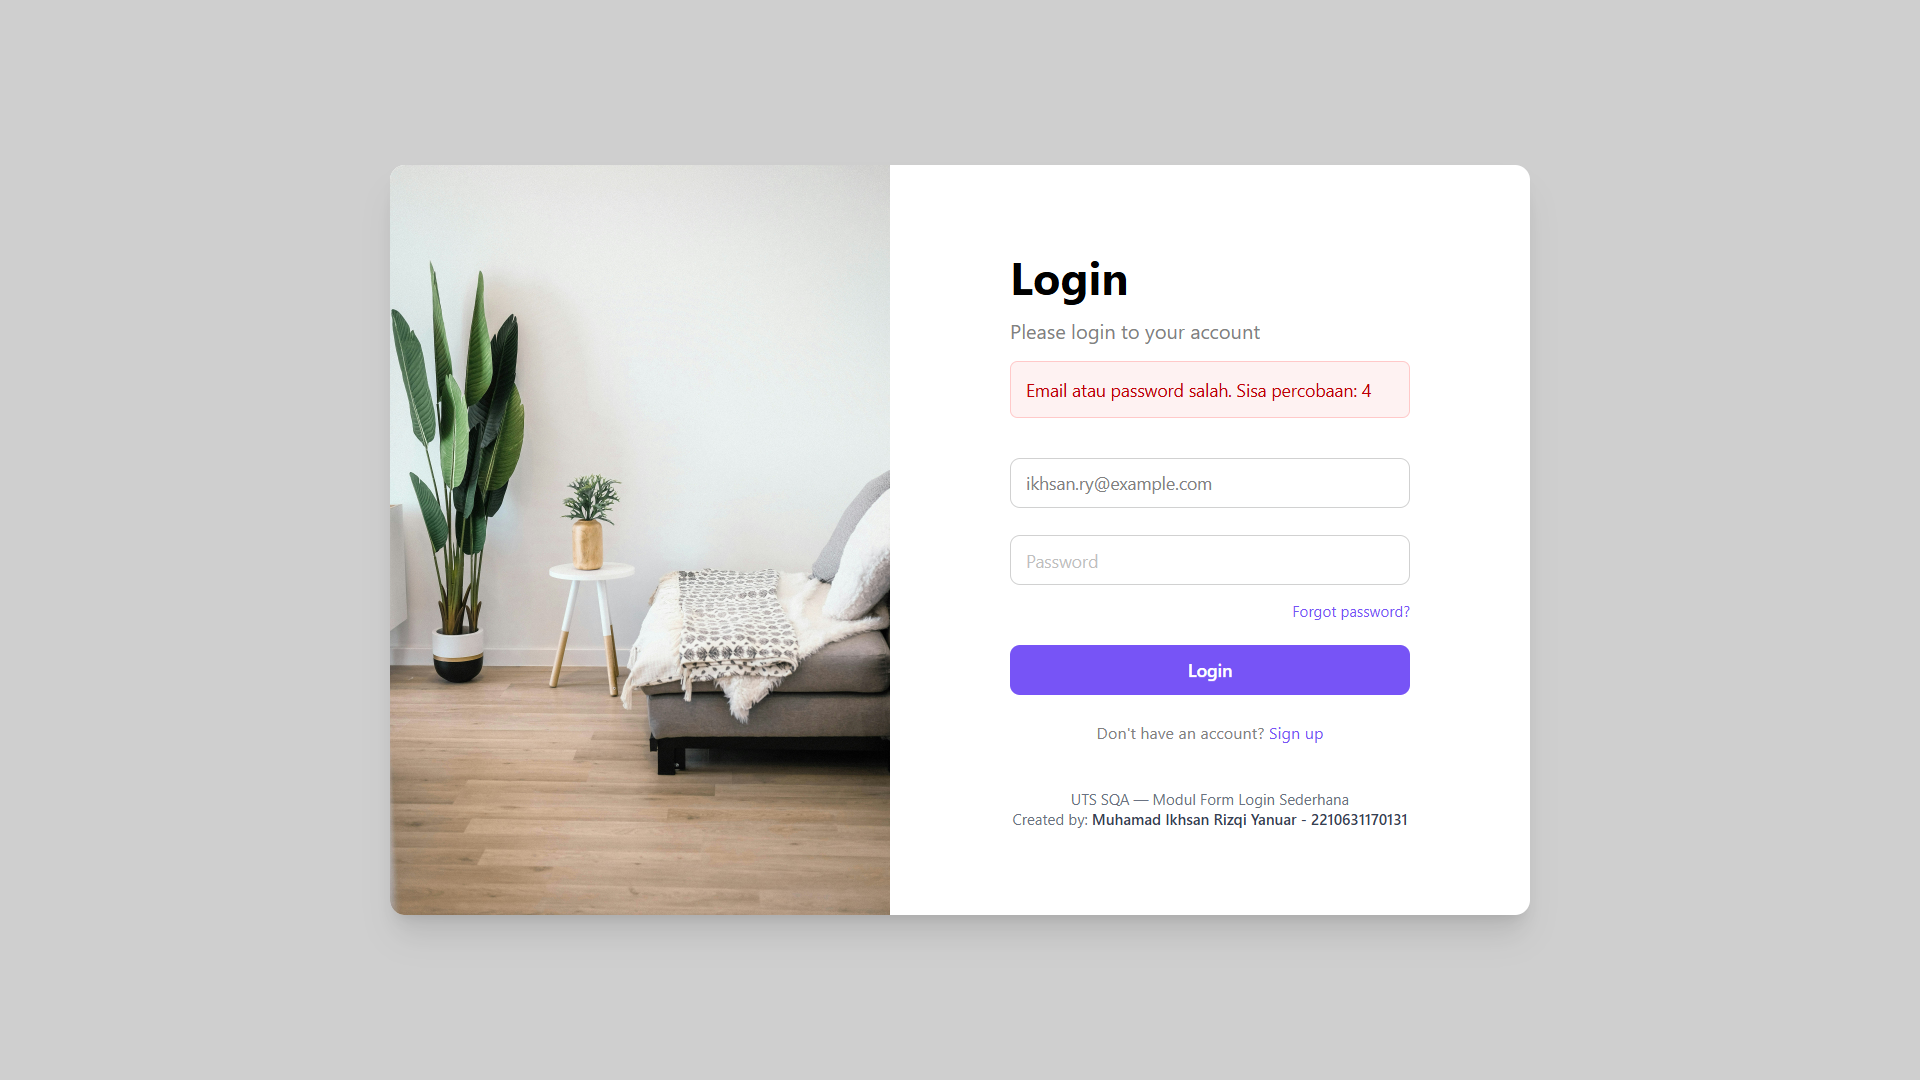 Login
Please login to your account
Email atau password salah. Sisa percobaan: 4
ikhsan.ry@example.com
Password
Forgot password?
Login
Don't have an account? Sign up
UTS SQA — Modul Form Login Sederhana
Created by: Muhamad Ikhsan Rizqi Yanuar - 2210631170131